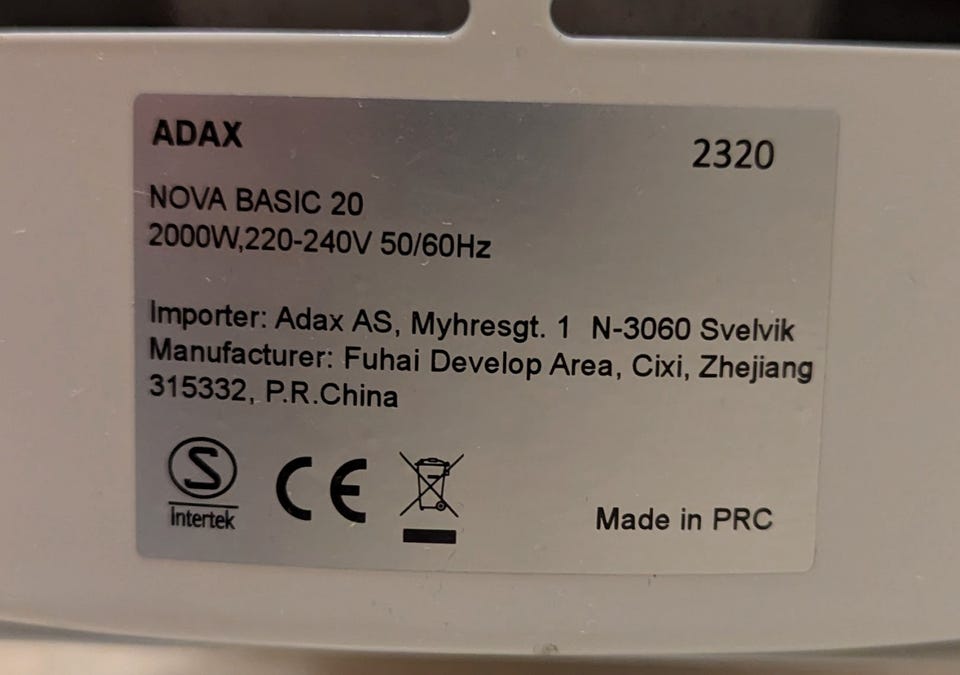 ADAX
2320
NOVA BASIC 20
2000W,220-240V 50/60Hz
Importer: Adax AS, Myhresgt. 1 N-3060 Svelvik
Manufacturer: Fuhai Develop Area, Cixi, Zhejiang
315332, P.R.China
S
Intertek
CE
Made in PRC